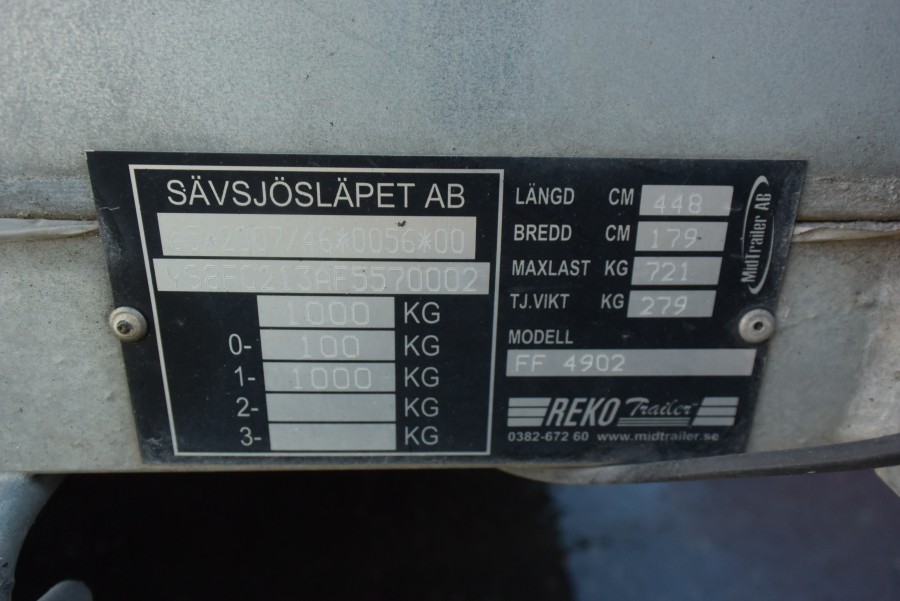 SÄVSJÖSLÄPET AB
*0056*00
1000 KG
0- 100 KG
1- 1000 KG
2- KG
3- KG
LÄNGD CM 448
BREDD CM 179
MAXLAST KG 721
TJ.VIKT KG 279
MODELL
FF 4902
REKO Trailer
0382-672 60 www.midtrailer.se
MidTrailer AB